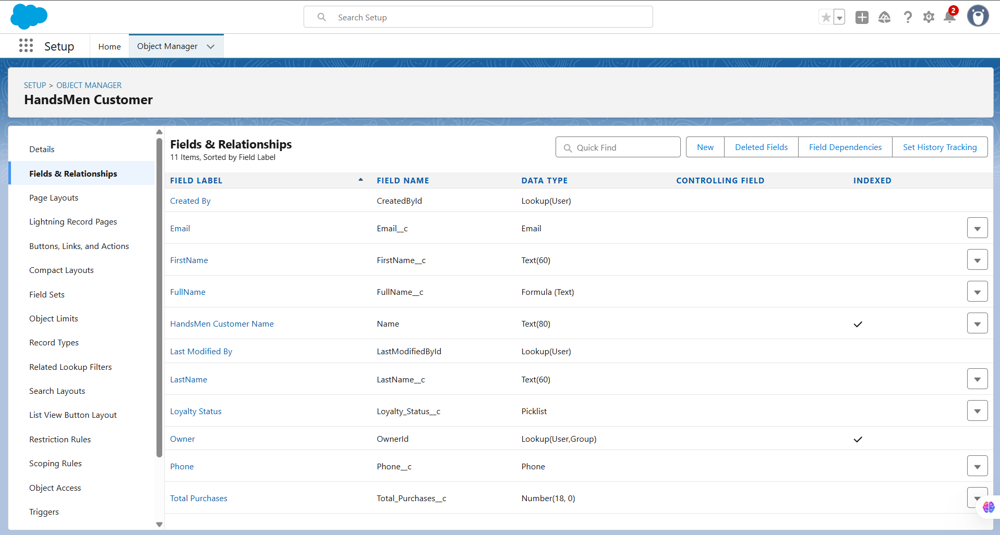 Search Setup
2
Setup
Home
Object Manager
SETUP > OBJECT MANAGER
HandsMen Customer
Details
Fields & Relationships
Page Layouts
Lightning Record Pages
Buttons, Links, and Actions
Compact Layouts
Field Sets
Object Limits
Record Types
Related Lookup Filters
Search Layouts
List View Button Layout
Restriction Rules
Scoping Rules
Object Access
Triggers
Fields & Relationships
11 Items, Sorted by Field Label
Quick Find
New
Deleted Fields
Field Dependencies
Set History Tracking
FIELD LABEL FIELD NAME DATA TYPE CONTROLLING FIELD INDEXED
Created By CreatedById Lookup(User)
Email Email__c Email
FirstName FirstName__c Text(60)
FullName FullName__c Formula (Text)
HandsMen Customer Name Name Text(80)
Last Modified By LastModifiedById Lookup(User)
LastName LastName__c Text(60)
Loyalty Status Loyalty_Status__c Picklist
Owner OwnerId Lookup(User,Group)
Phone Phone__c Phone
Total Purchases Total_Purchases__c Number(18, 0)